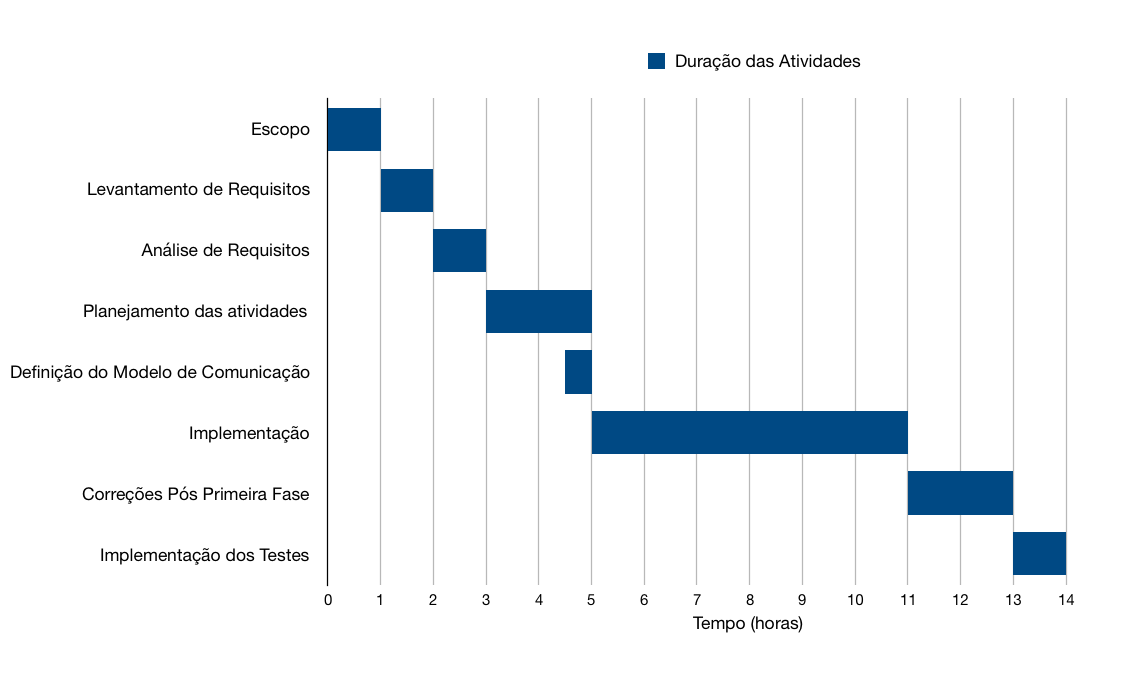 Duração das Atividades
Escopo
Levantamento de Requisitos
Análise de Requisitos
Planejamento das atividades
Definição do Modelo de Comunicação
Implementação
Correções Pós Primeira Fase
Implementação dos Testes
0 1 2 3 4 5 6 7 8 9 10 11 12 13 14
Tempo (horas)